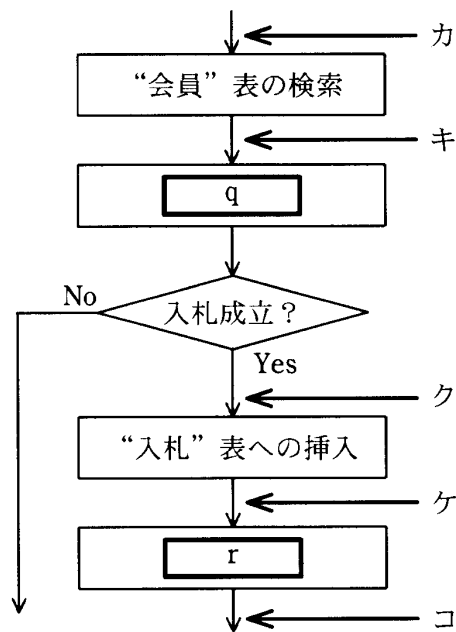 カ
“会員”表の検索
キ
q
入札成立?
No
Yes
ク
“入札”表への挿入
ケ
r
コ